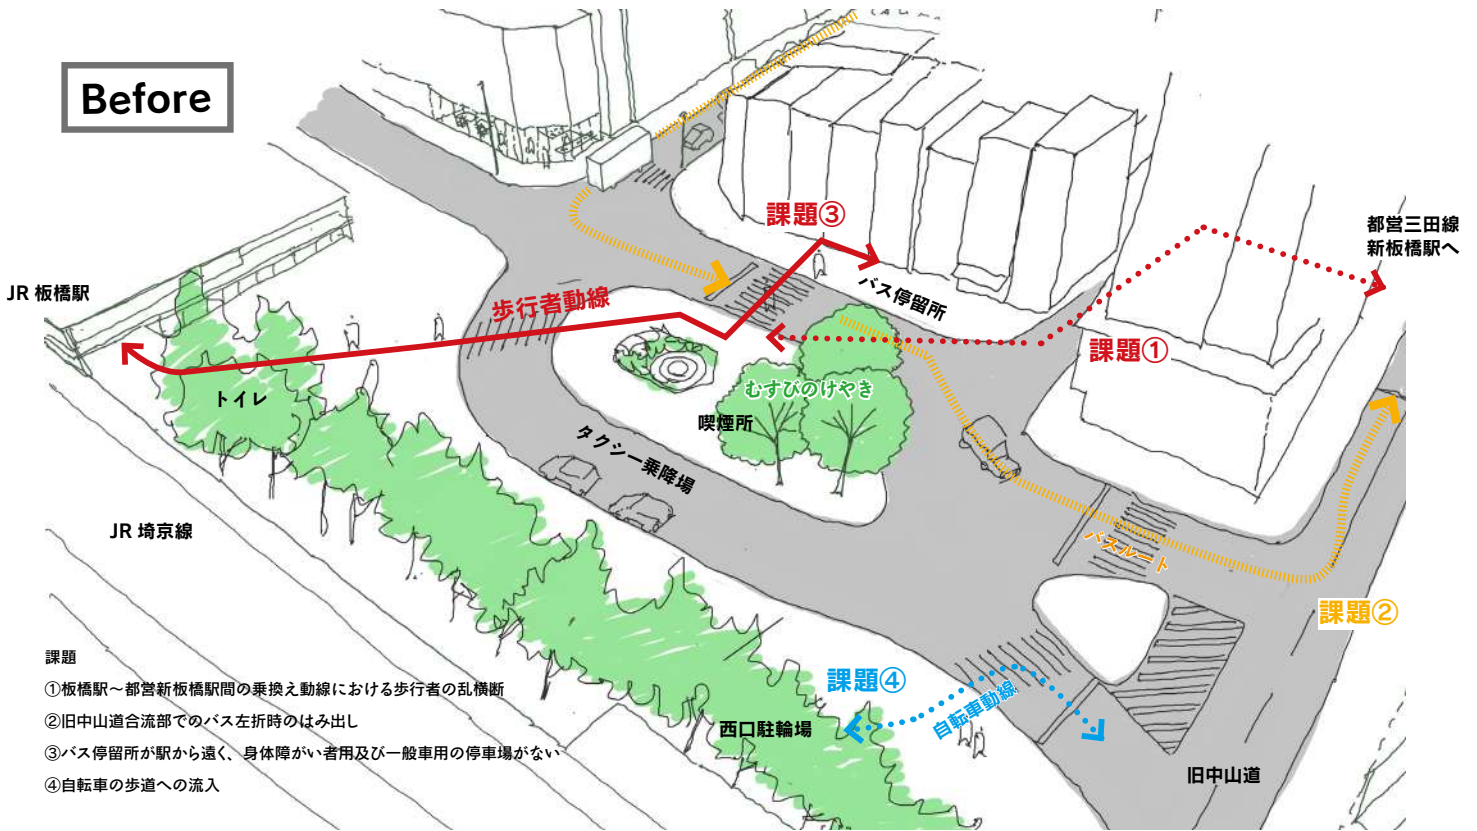 Before
課題③
都営三田線
新板橋駅へ
JR 板橋駅
歩行者動線
バス停留所
課題①
むすびのけやき
トイレ
喫煙所
タクシー乗降場
JR 埼京線
バスルート
課題②
課題④
自転車動線
西口駐輪場
旧中山道
課題
①板橋駅～都営新板橋駅間の乗換え動線における歩行者の乱横断
②旧中山道合流部でのバス左折時のはみ出し
③バス停留所が駅から遠く、身体障がい者用及び一般車用の停車場がない
④自転車の歩道への流入